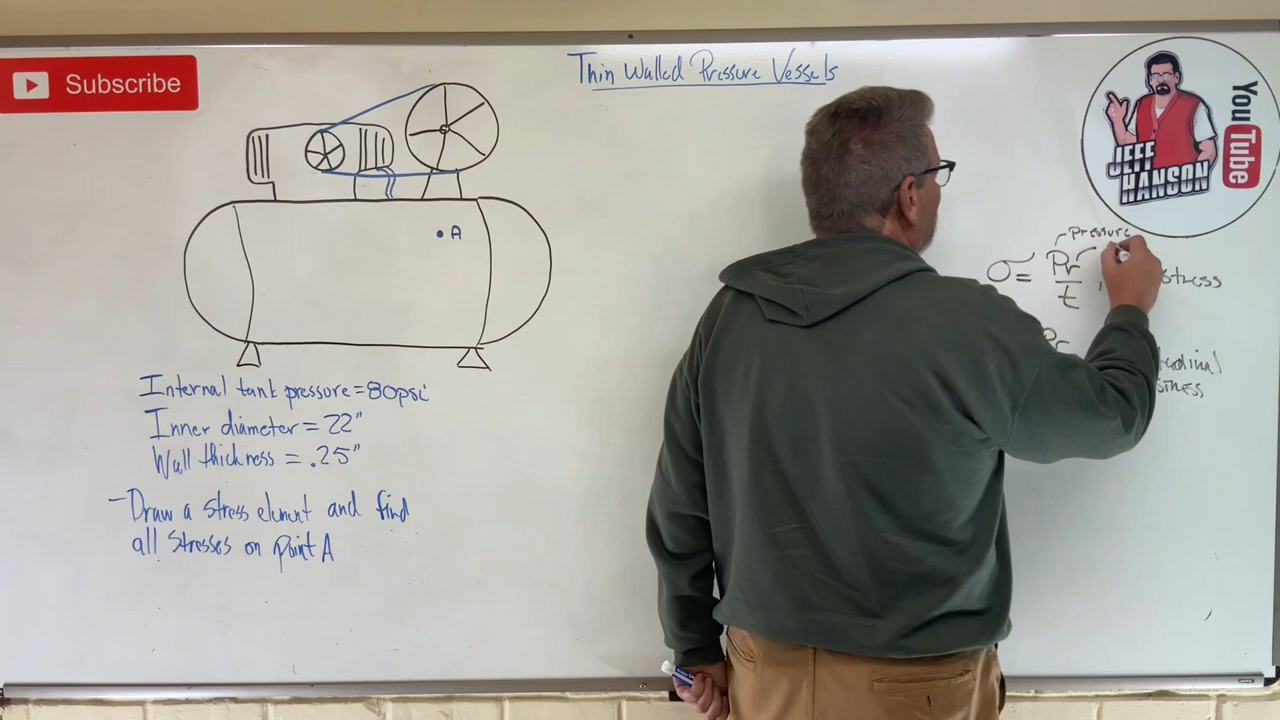 Subscribe
Thin Walled Pressure Vessels
YouTube
JEFF
HANSON
A
Pressure
σ = Pr
t
stress
Pr
Internal tank pressure = 80psi
Inner diameter = 22"
Wall thickness = .25"
- Draw a stress element and find
all stresses on point A
stress